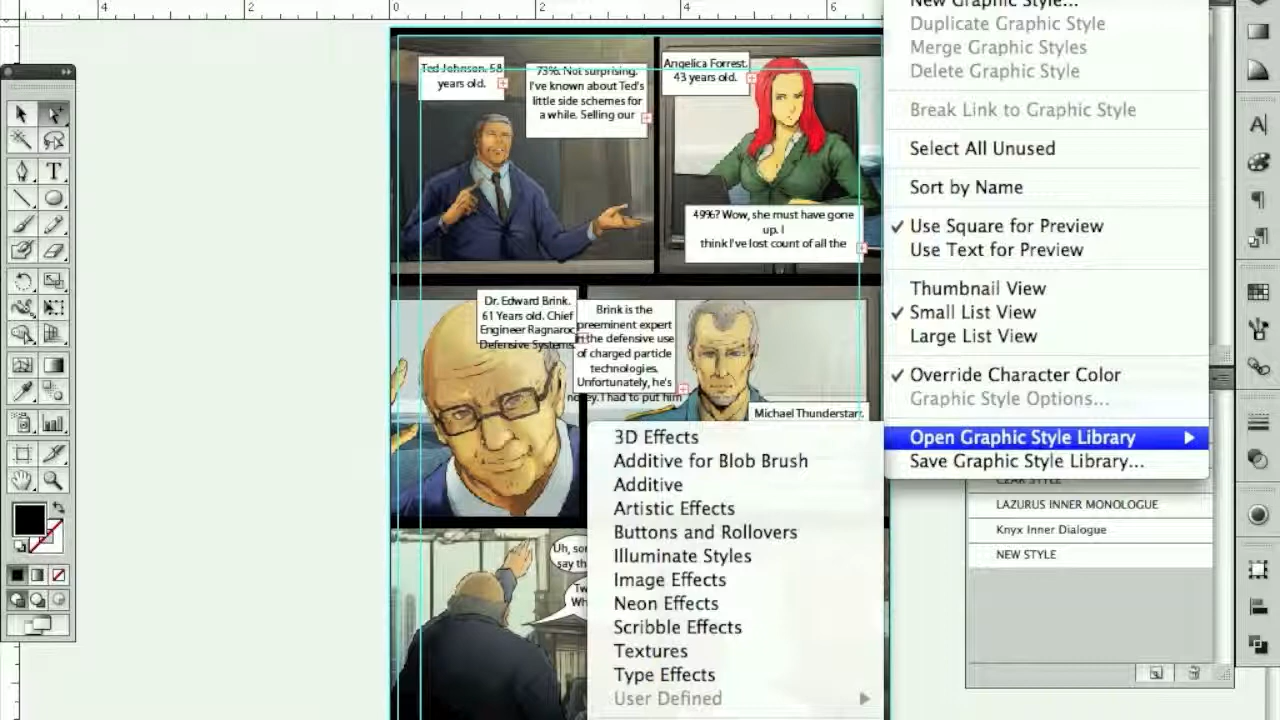 4
2
0
2
4
6
Ted Johnson. 58
years old.
73%. Not surprising.
I've known about Ted's
little side schemes for
a while. Selling our
Angelica Forrest.
43 years old.
49%? Wow, she must have gone
up. I
think I've lost count of all the
Dr. Edward Brink.
61 Years old. Chief
Engineer Ragnaroc
Defensive Systems.
Brink is the
preeminent expert
in the defensive use
of charged particle
technologies.
Unfortunately, he's
I had to put him
Michael Thunderstarr.
Uh,
say
New Graphic Style...
Duplicate Graphic Style
Merge Graphic Styles
Delete Graphic Style
Break Link to Graphic Style
Select All Unused
Sort by Name
✓ Use Square for Preview
Use Text for Preview
Thumbnail View
✓ Small List View
Large List View
✓ Override Character Color
Graphic Style Options...
Open Graphic Style Library
Save Graphic Style Library...
3D Effects
Additive for Blob Brush
Additive
Artistic Effects
Buttons and Rollovers
Illuminate Styles
Image Effects
Neon Effects
Scribble Effects
Textures
Type Effects
User Defined
CZAR STYLE
LAZURUS INNER MONOLOGUE
Knyx Inner Dialogue
NEW STYLE